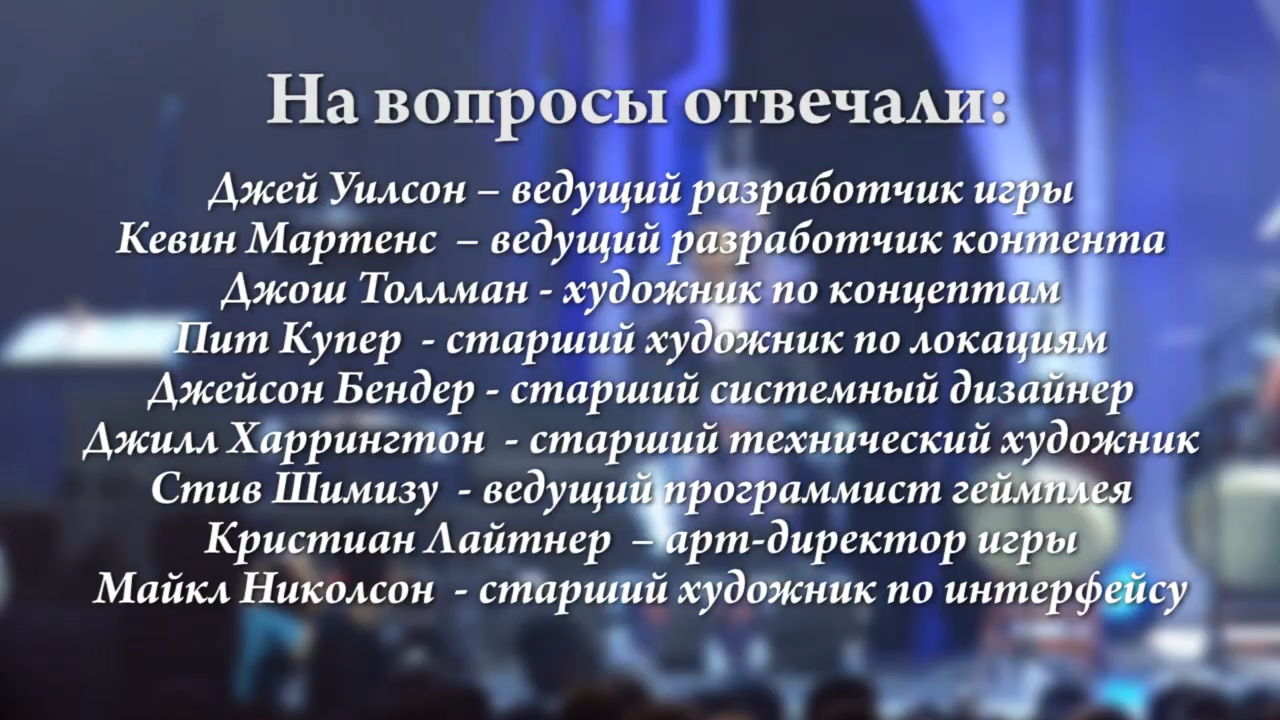 На вопросы отвечали:
Джей Уилсон – ведущий разработчик игры
Кевин Мартенс – ведущий разработчик контента
Джош Толлман - художник по концептам
Пит Купер - старший художник по локациям
Джейсон Бендер - старший системный дизайнер
Джилл Харрингтон - старший технический художник
Стив Шимизу - ведущий программист геймплея
Кристиан Лайтнер – арт-директор игры
Майкл Николсон - старший художник по интерфейсу